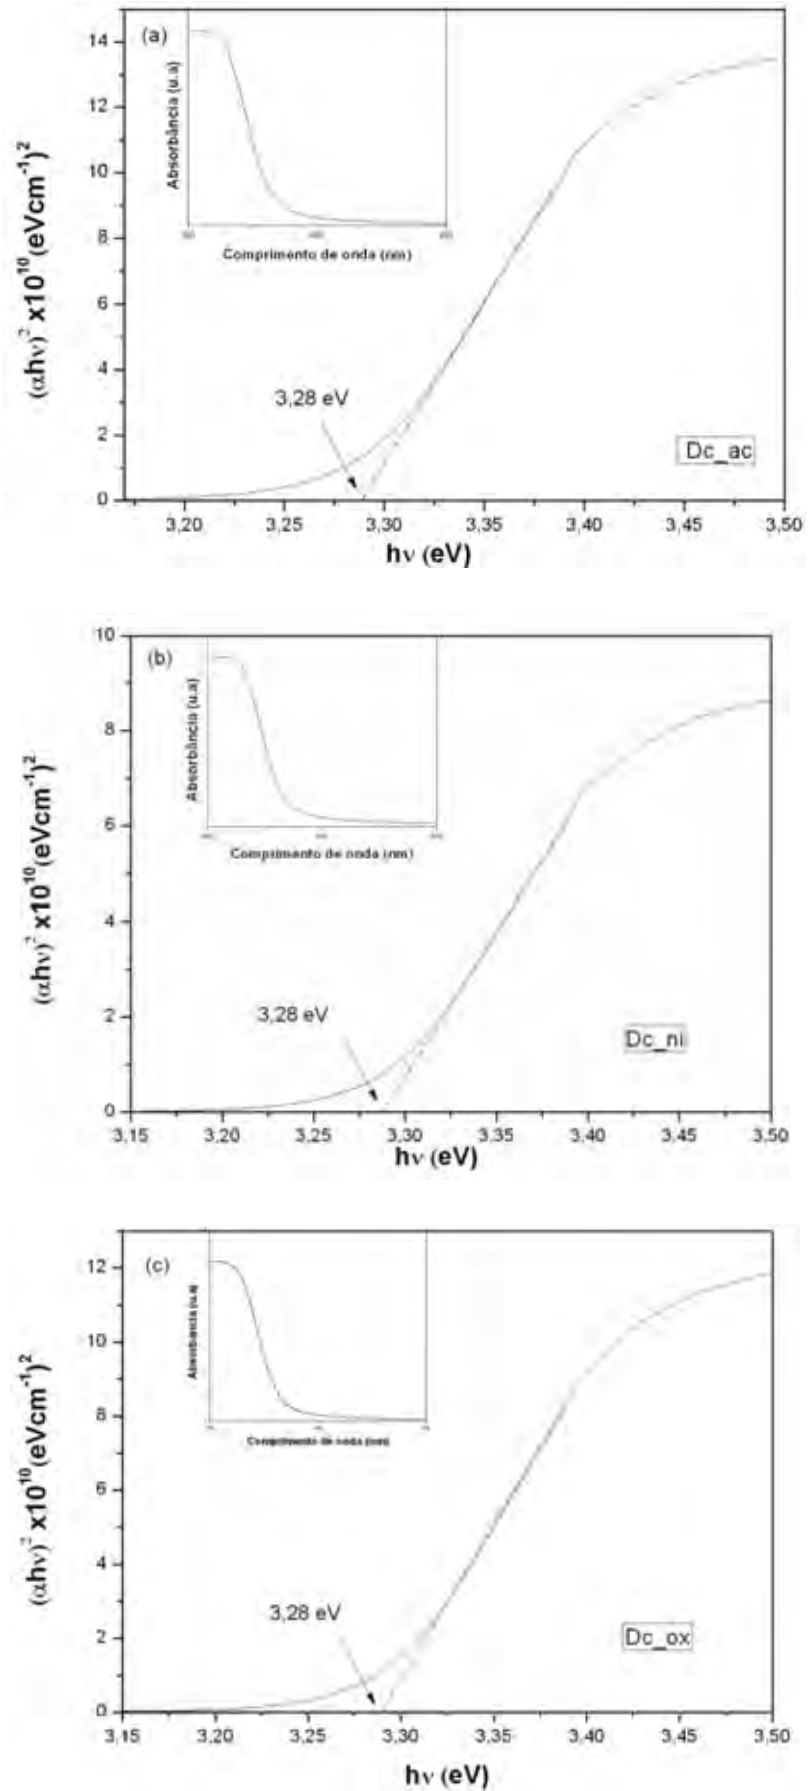 (a)
14
12
10
8
6
4
2
0
(αhν)² x10¹⁰(eVcm⁻¹)²
Absorbância (u.a)
Comprimento de onda (nm)
3,28 eV
Dc_ac
3,20 3,25 3,30 3,35 3,40 3,45 3,50
hν (eV)
(b)
10
8
6
4
2
0
(αhν)² x10¹⁰(eVcm⁻¹)²
Absorbância (u.a)
Comprimento de onda (nm)
3,28 eV
Dc_ni
3,15 3,20 3,25 3,30 3,35 3,40 3,45 3,50
hν (eV)
(c)
12
10
8
6
4
2
0
(αhν)² x10¹⁰(eVcm⁻¹)²
Absorbância (u.a)
Comprimento de onda (nm)
3,28 eV
Dc_ox
3,15 3,20 3,25 3,30 3,35 3,40 3,45 3,50
hν (eV)